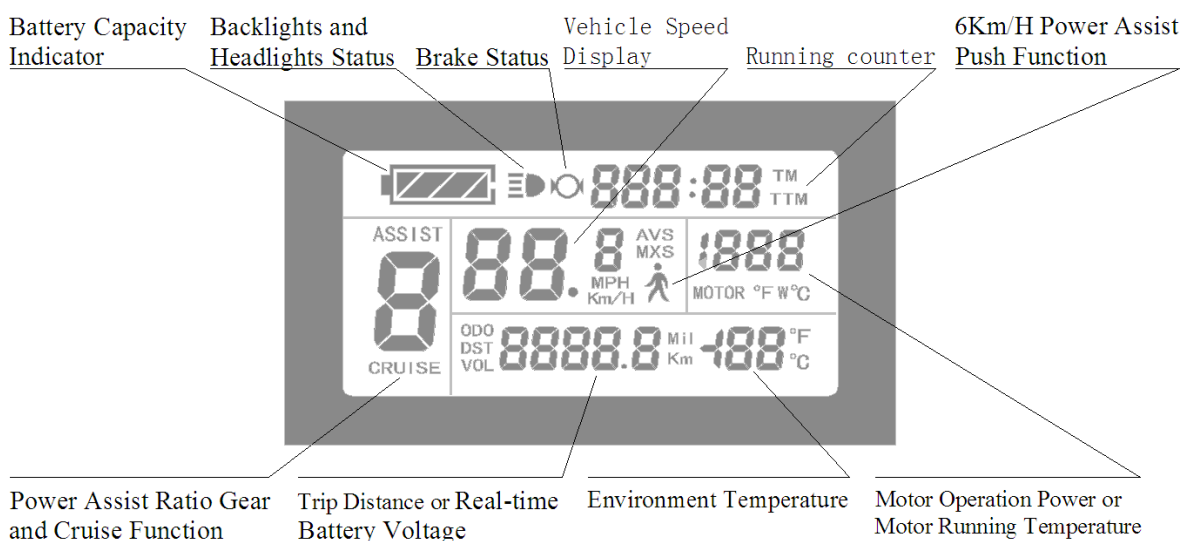 Battery Capacity
Indicator
Backlights and
Headlights Status
Brake Status
Vehicle Speed
Display
Running counter
6Km/H Power Assist
Push Function
888:88
TM
TTM
ASSIST
8
CRUISE
88.8
AVS
MXS
MPH
Km/H
1888
MOTOR °F W°C
ODO
DST
VOL
8888.8
Mil
Km
-188
°F
°C
Power Assist Ratio Gear
and Cruise Function
Trip Distance or Real-time
Battery Voltage
Environment Temperature
Motor Operation Power or
Motor Running Temperature